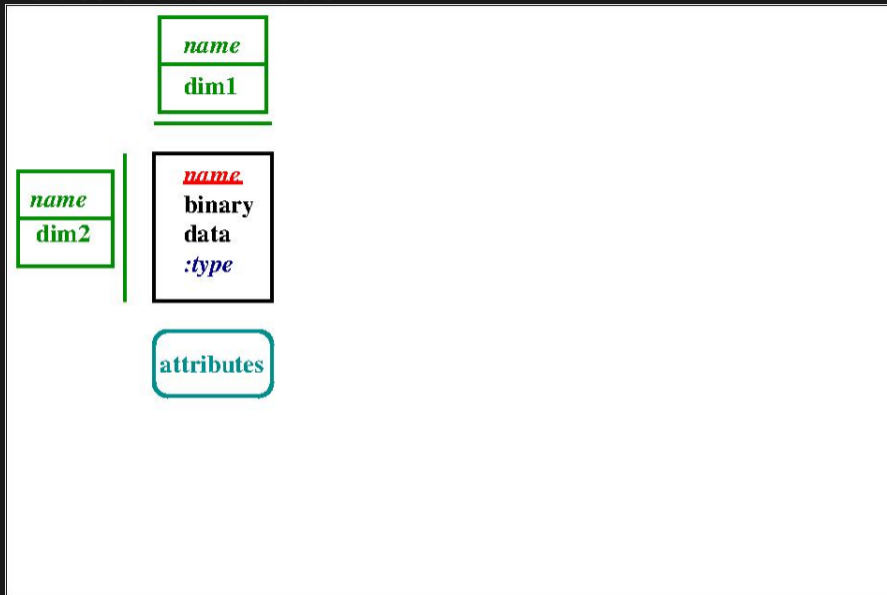 name
dim1
name
dim2
name
binary
data
:type
attributes